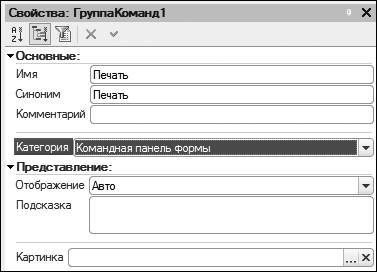 Свойства: ГруппаКоманд1
Основные:
Имя Печать
Синоним Печать
Комментарий
Категория Командная панель формы
Представление:
Отображение Авто
Подсказка
Картинка ...